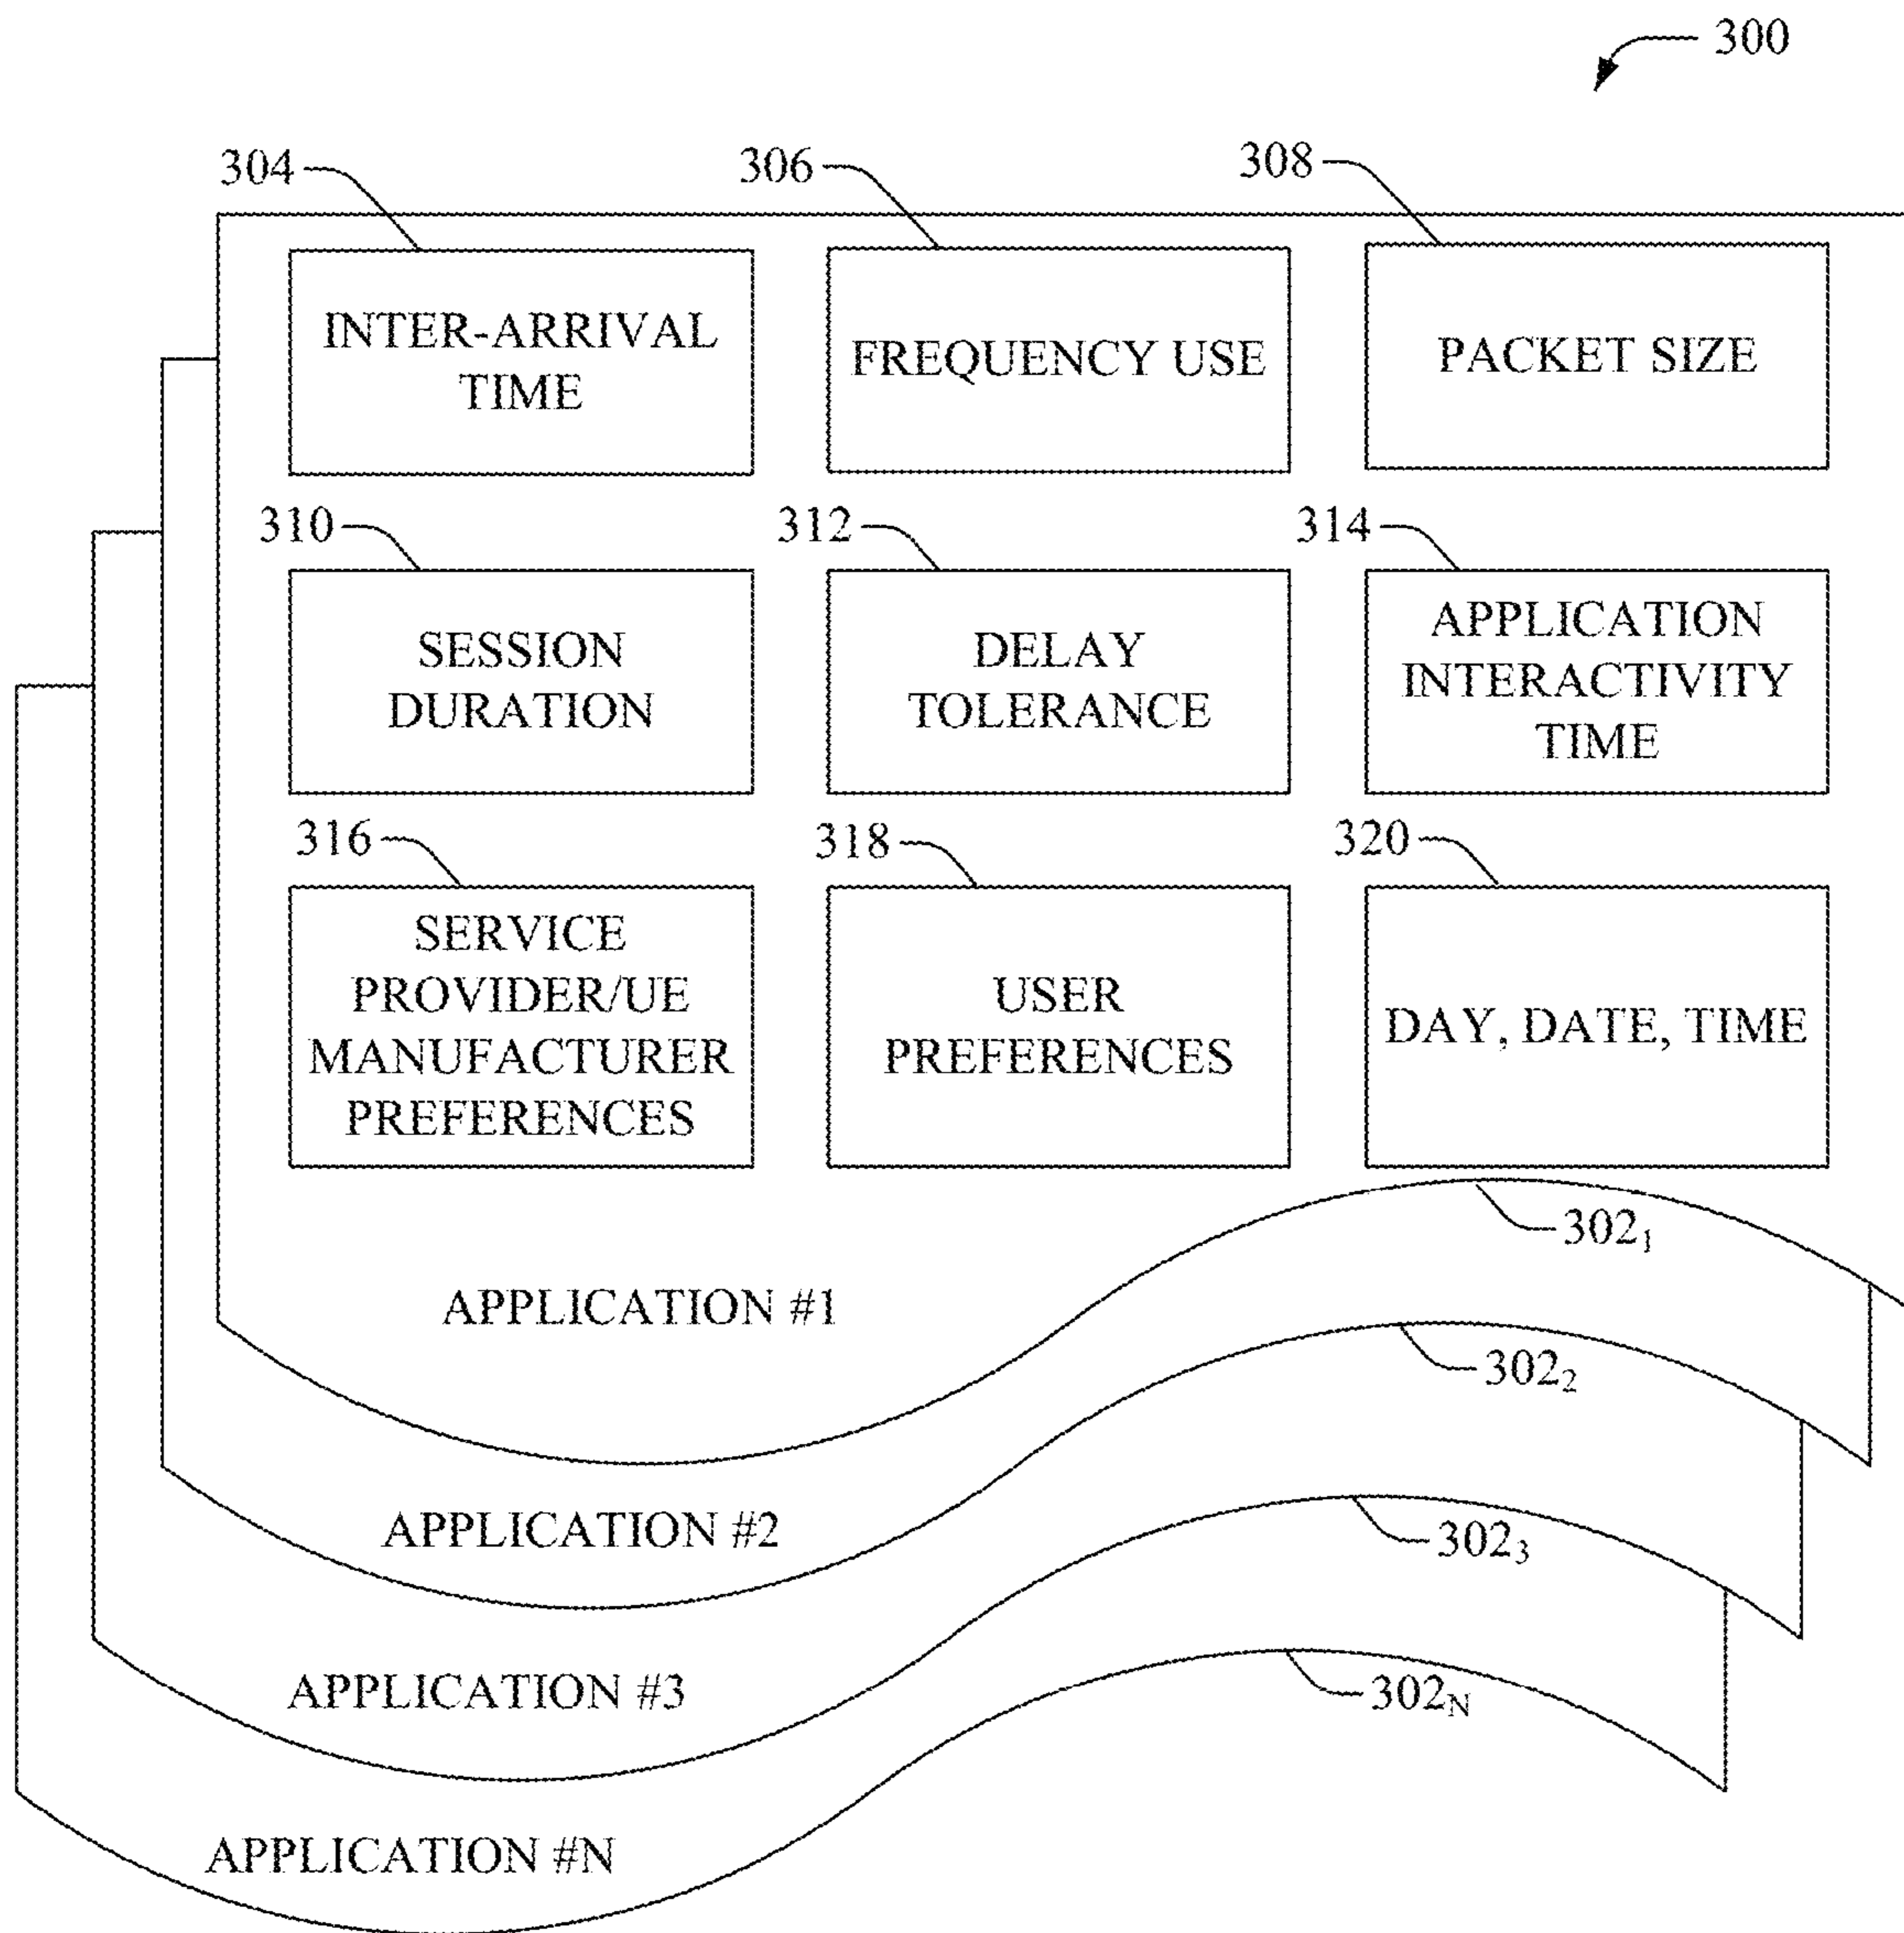 300
304
306
308
INTER-ARRIVAL
TIME
FREQUENCY USE
PACKET SIZE
310
312
314
SESSION
DURATION
DELAY
TOLERANCE
APPLICATION
INTERACTIVITY
TIME
316
318
320
SERVICE
PROVIDER/UE
MANUFACTURER
PREFERENCES
USER
PREFERENCES
DAY, DATE, TIME
302₁
APPLICATION #1
302₂
APPLICATION #2
302₃
APPLICATION #3
302N
APPLICATION #N